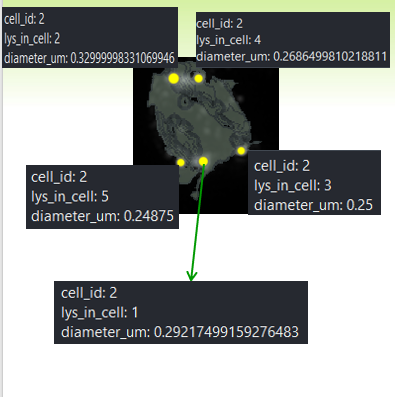 cell_id: 2
lys_in_cell: 2
diameter_um: 0.32999998331069946
cell_id: 2
lys_in_cell: 4
diameter_um: 0.2686499810218811
cell_id: 2
lys_in_cell: 5
diameter_um: 0.24875
cell_id: 2
lys_in_cell: 3
diameter_um: 0.25
cell_id: 2
lys_in_cell: 1
diameter_um: 0.29217499159276483